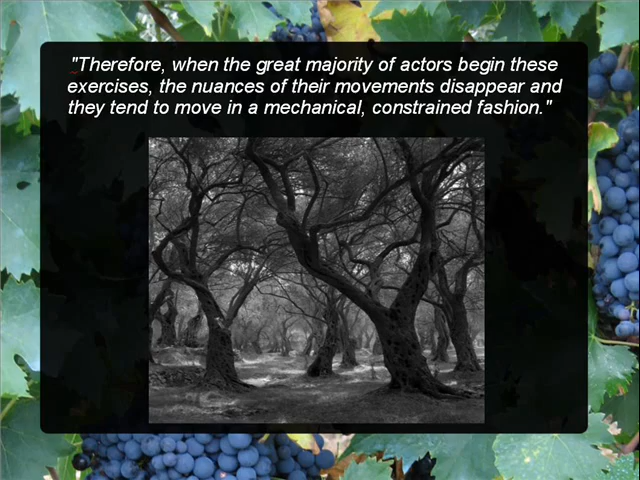 "Therefore, when the great majority of actors begin these
exercises, the nuances of their movements disappear and
they tend to move in a mechanical, constrained fashion."